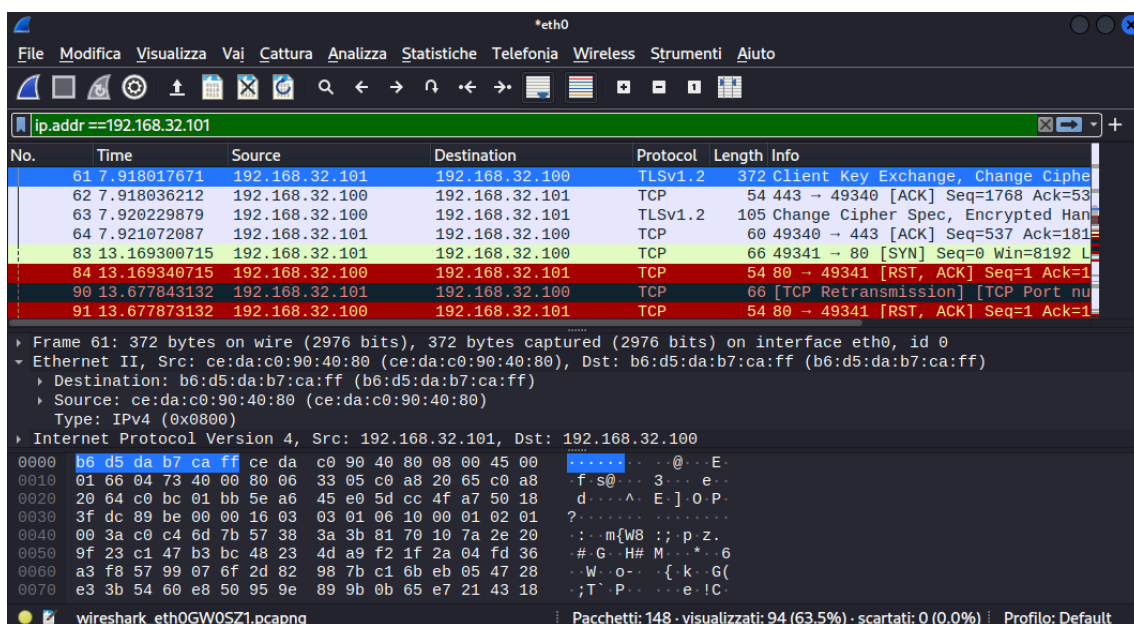 *eth0
File Modifica Visualizza Vai Cattura Analizza Statistiche Telefonia Wireless Strumenti Aiuto
ip.addr ==192.168.32.101
No. Time Source Destination Protocol Length Info
61 7.918017671 192.168.32.101 192.168.32.100 TLSv1.2 372 Client Key Exchange, Change Ciphe
62 7.918036212 192.168.32.100 192.168.32.101 TCP 54 443 → 49340 [ACK] Seq=1768 Ack=53
63 7.920229879 192.168.32.100 192.168.32.101 TLSv1.2 105 Change Cipher Spec, Encrypted Han
64 7.921072087 192.168.32.101 192.168.32.100 TCP 60 49340 → 443 [ACK] Seq=537 Ack=181
83 13.169300715 192.168.32.101 192.168.32.100 TCP 66 49341 → 80 [SYN] Seq=0 Win=8192 L
84 13.169340715 192.168.32.100 192.168.32.101 TCP 54 80 → 49341 [RST, ACK] Seq=1 Ack=1
90 13.677843132 192.168.32.101 192.168.32.100 TCP 66 [TCP Retransmission] [TCP Port nu
91 13.677873132 192.168.32.100 192.168.32.101 TCP 54 80 → 49341 [RST, ACK] Seq=1 Ack=1
Frame 61: 372 bytes on wire (2976 bits), 372 bytes captured (2976 bits) on interface eth0, id 0
Ethernet II, Src: ce:da:c0:90:40:80 (ce:da:c0:90:40:80), Dst: b6:d5:da:b7:ca:ff (b6:d5:da:b7:ca:ff)
Destination: b6:d5:da:b7:ca:ff (b6:d5:da:b7:ca:ff)
Source: ce:da:c0:90:40:80 (ce:da:c0:90:40:80)
Type: IPv4 (0x0800)
Internet Protocol Version 4, Src: 192.168.32.101, Dst: 192.168.32.100
0000 b6 d5 da b7 ca ff ce da c0 90 40 80 08 00 45 00 ········ ··@···E·
0010 01 66 04 73 40 00 80 06 33 05 c0 a8 20 65 c0 a8 ·f·s@··· 3··· e··
0020 20 64 c0 bc 01 bb 5e a6 45 e0 5d cc 4f a7 50 18 d····^· E·]·O·P·
0030 3f dc 89 be 00 00 16 03 03 01 06 10 00 01 02 01 ?······· ········
0040 00 3a c0 c4 6d 7b 57 38 3a 3b 81 70 10 7a 2e 20 ·:··m{W8 :;·p·z.
0050 9f 23 c1 47 b3 bc 48 23 4d a9 f2 1f 2a 04 fd 36 ·#·G··H# M···*··6
0060 a3 f8 57 99 07 6f 2d 82 98 7b c1 6b eb 05 47 28 ··W··o-· ·{·k··G(
0070 e3 3b 54 60 e8 50 95 9e 89 9b 0b 65 e7 21 43 18 ·;T`·P·· ···e·!C·
wireshark_eth0GW0SZ1.pcapng Pacchetti: 148 · visualizzati: 94 (63.5%) · scartati: 0 (0.0%) Profilo: Default